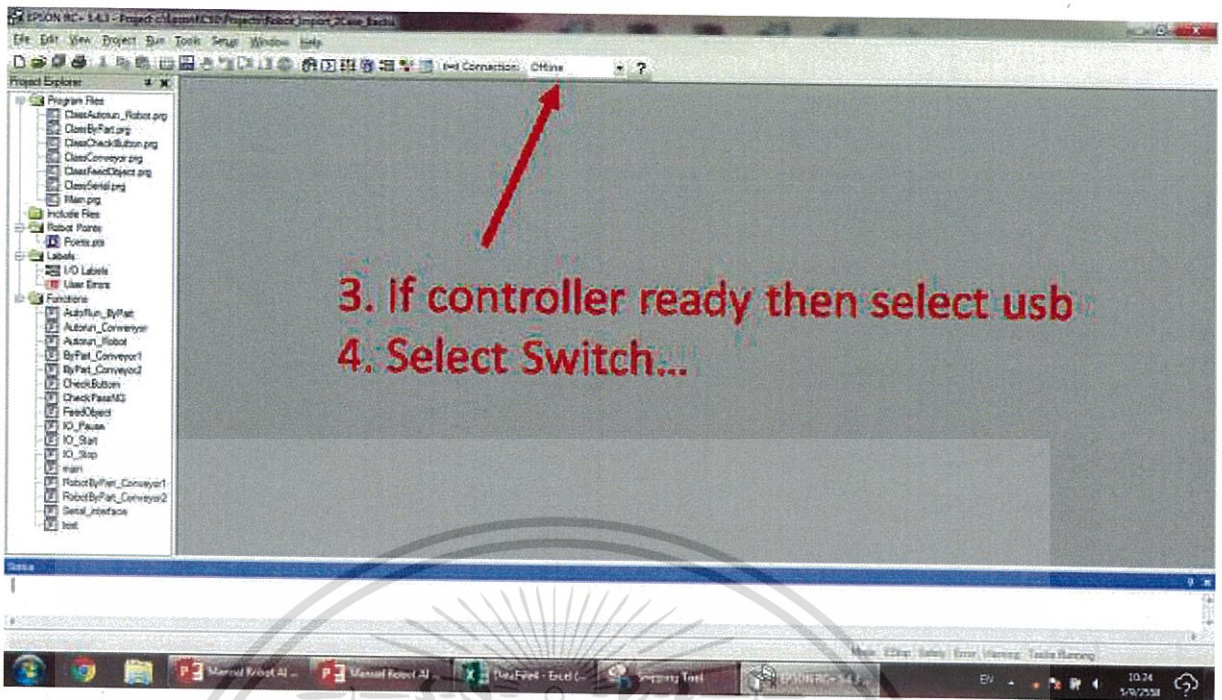 EPSON RC+ 5.4.3 - Project
File Edit View Project Run Tools Setup Window Help
Connection: Offline
Project Explorer
Program Files
ClassAutorun_Robot.prg
ClassByPart.prg
ClassCheckButton.prg
ClassConveyor.prg
ClassFeedObject.prg
ClassSerial.prg
Main.prg
Include Files
Robot Points
Points.pts
Labels
I/O Labels
User Errors
Functions
AutoRun_ByPart
Autorun_Conveyor
Autorun_Robot
ByPart_Conveyor1
ByPart_Conveyor2
CheckButton
CheckPassNG
FeedObject
IO_Pause
IO_Start
IO_Stop
main
RobotByPart_Conveyor1
RobotByPart_Conveyor2
Serial_interface
test
3. If controller ready then select usb
4. Select Switch...
Status
Manual Robot AI ...
Manual Robot AI ...
Snipping Tool
EPSON RC+ 5.4.3
EN
10:24